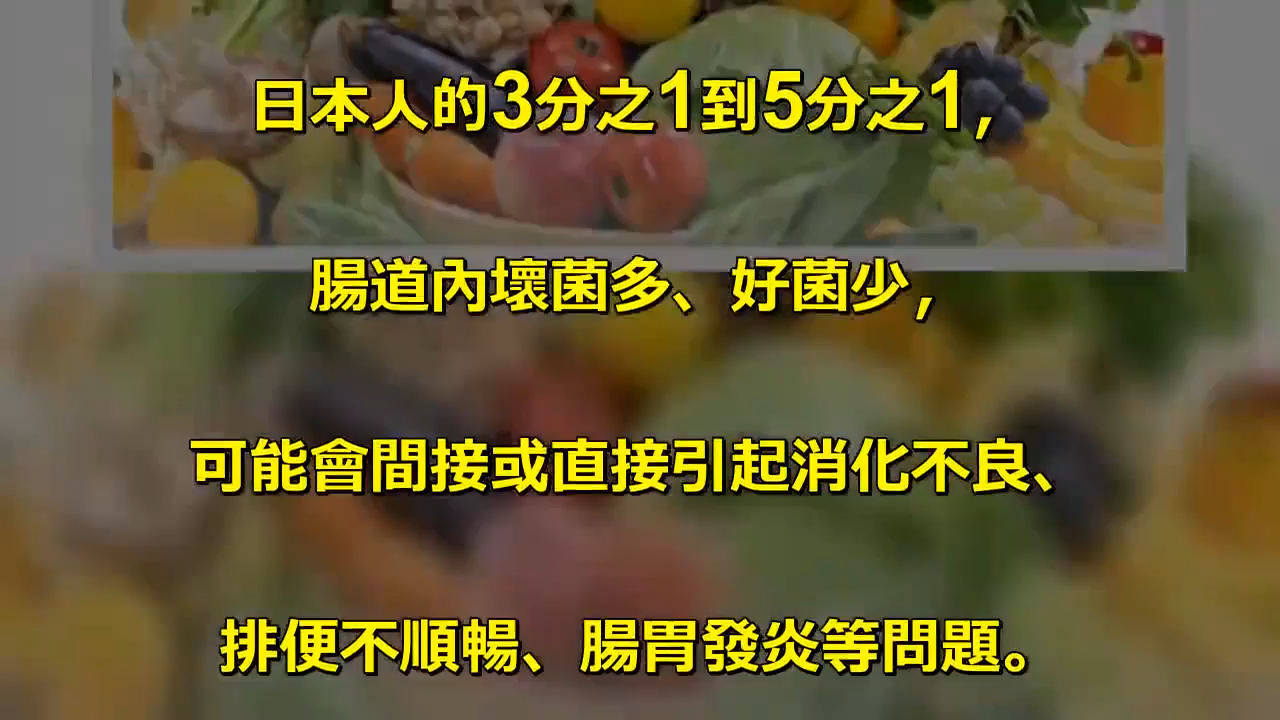 日本人的3分之1到5分之1,
腸道內壞菌多、好菌少,
可能會間接或直接引起消化不良、
排便不順暢、腸胃發炎等問題。